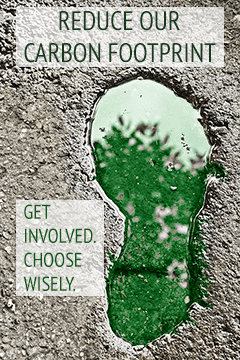 REDUCE OUR
CARBON FOOTPRINT
GET
INVOLVED.
CHOOSE
WISELY.